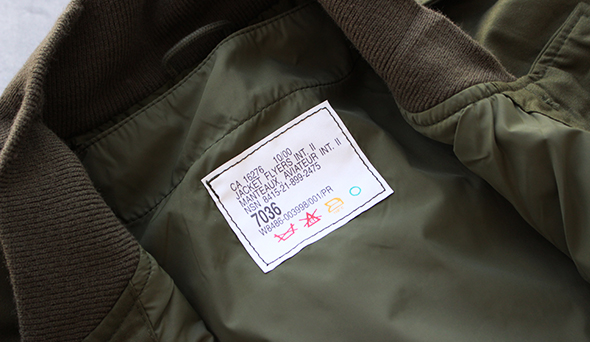 CA 16276 10/00
JACKET FLYERS INT. II
MANTEAUX AVIATEUR INT. II
NSN 8415-21-899-2475
7036
W8486-003998/001/PR